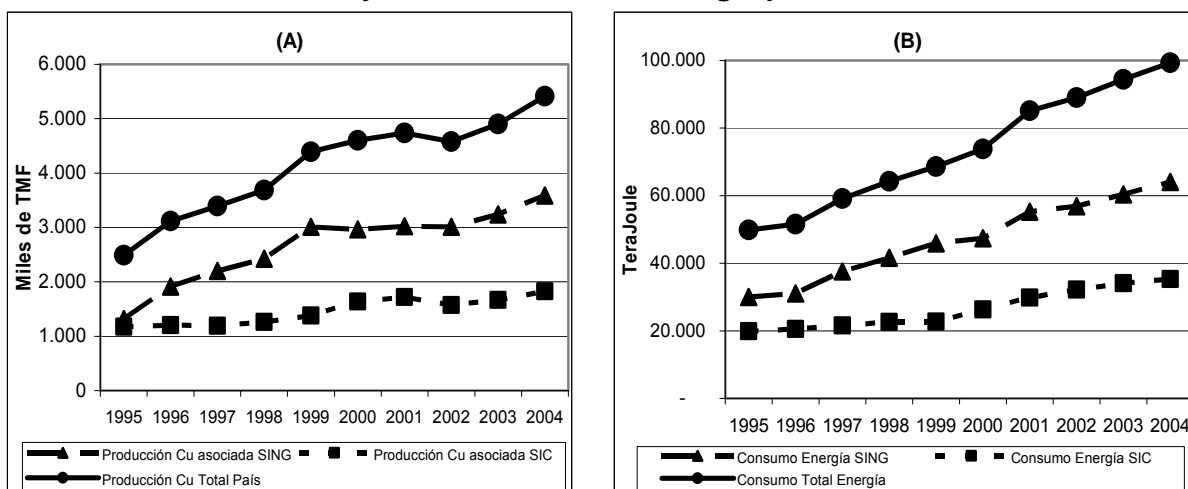 (A)
Miles de TMF
6.000
5.000
4.000
3.000
2.000
1.000
0
1995 1996 1997 1998 1999 2000 2001 2002 2003 2004
Producción Cu asociada SING
Producción Cu asociada SIC
Producción Cu Total País
(B)
TeraJoule
100.000
80.000
60.000
40.000
20.000
-
1995 1996 1997 1998 1999 2000 2001 2002 2003 2004
Consumo Energía SING
Consumo Energía SIC
Consumo Total Energía